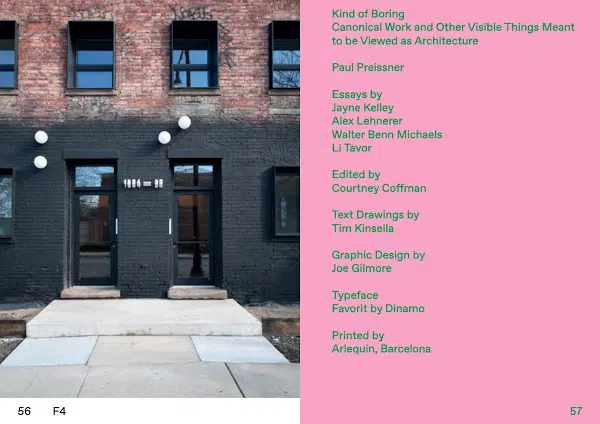 56 F4
Kind of Boring
Canonical Work and Other Visible Things Meant
to be Viewed as Architecture
Paul Preissner
Essays by
Jayne Kelley
Alex Lehnerer
Walter Benn Michaels
Li Tavor
Edited by
Courtney Coffman
Text Drawings by
Tim Kinsella
Graphic Design by
Joe Gilmore
Typeface
Favorit by Dinamo
Printed by
Arlequin, Barcelona
57